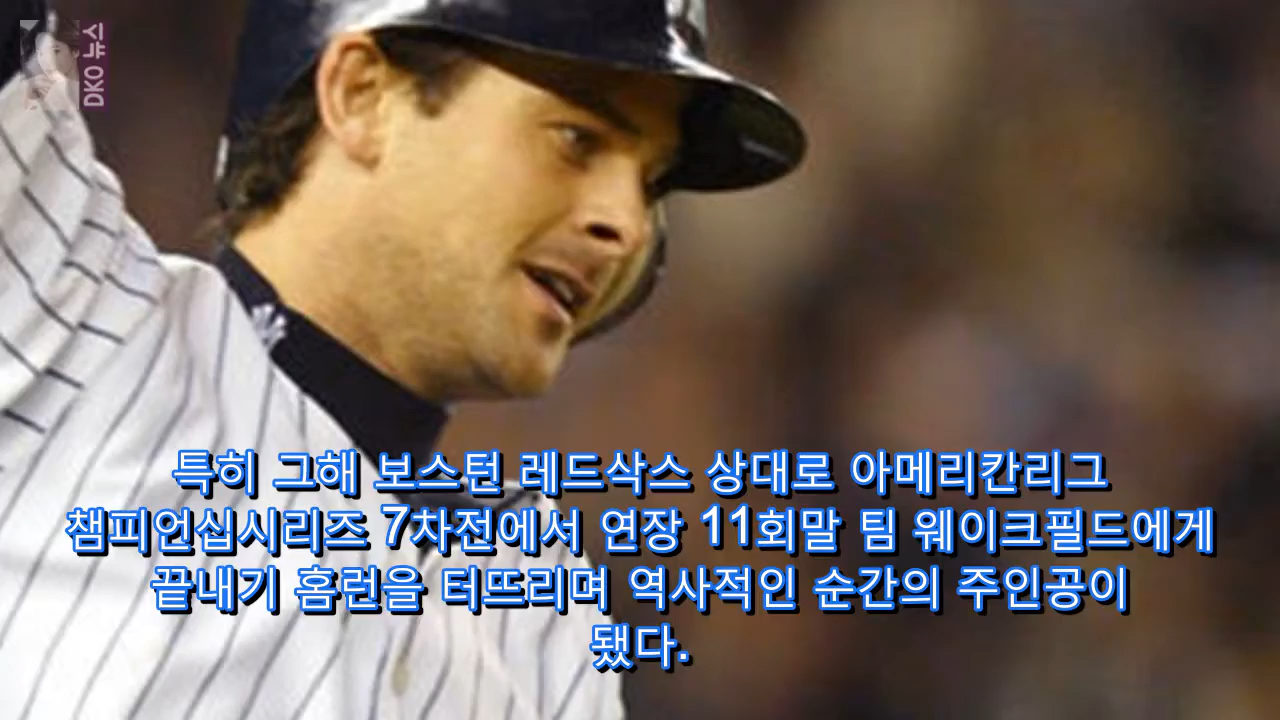 DKO 뉴스
특히 그해 보스턴 레드삭스 상대로 아메리칸리그
챔피언십시리즈 7차전에서 연장 11회말 팀 웨이크필드에게
끝내기 홈런을 터뜨리며 역사적인 순간의 주인공이
됐다.